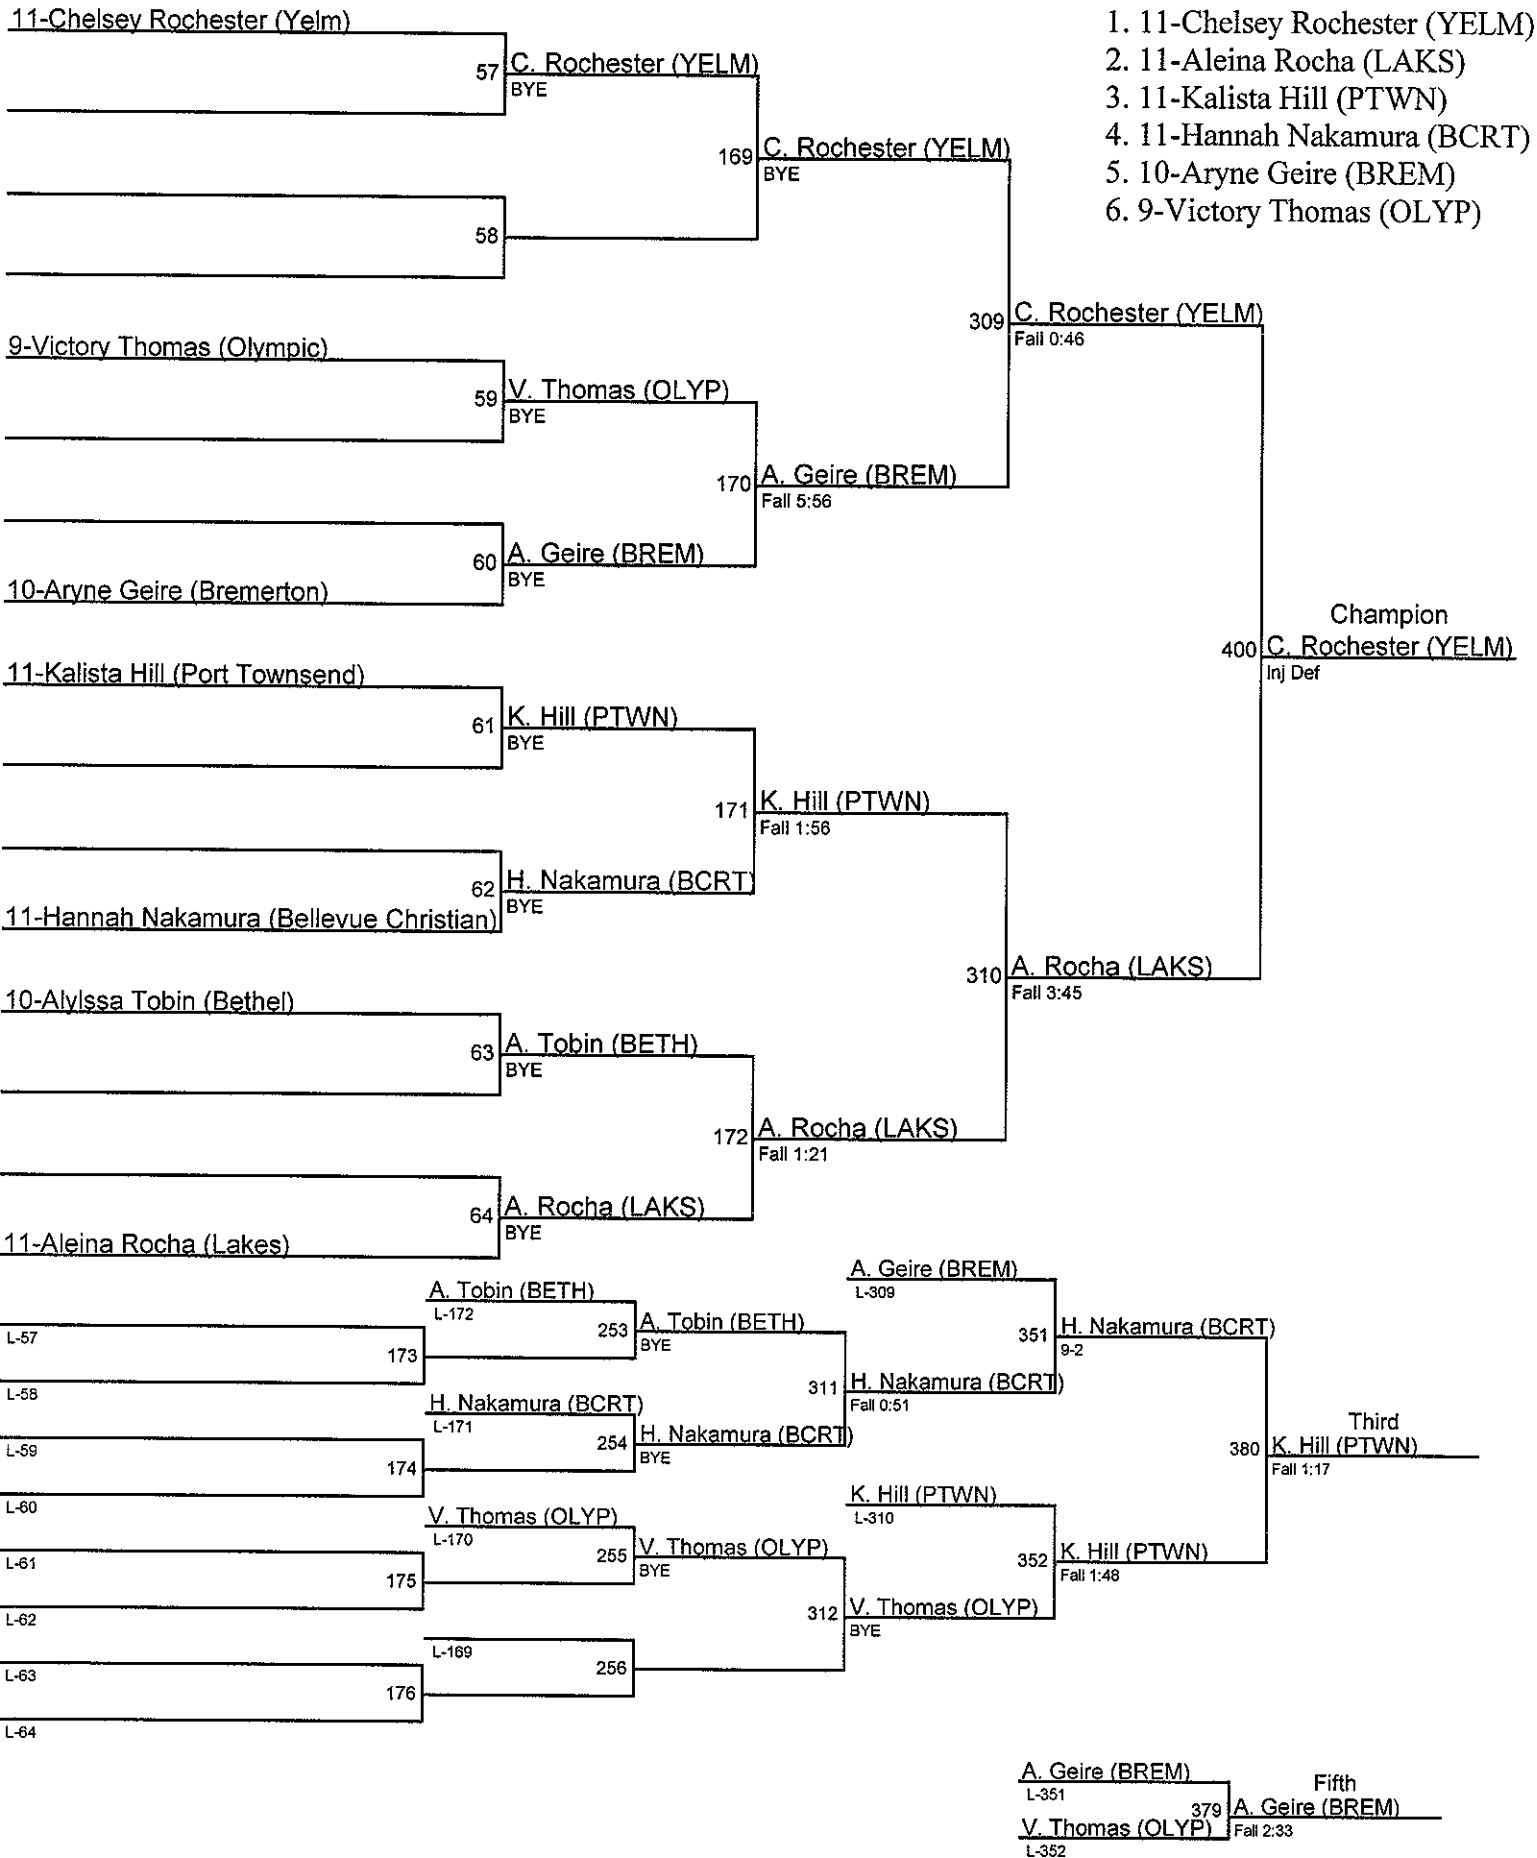 11-Chelsey Rochester (Yelm)
57
C. Rochester (YELM)
BYE
169
C. Rochester (YELM)
BYE
58
1. 11-Chelsey Rochester (YELM)
2. 11-Aleina Rocha (LAKS)
3. 11-Kalista Hill (PTWN)
4. 11-Hannah Nakamura (BCRT)
5. 10-Aryne Geire (BREM)
6. 9-Victory Thomas (OLYP)
309
C. Rochester (YELM)
Fall 0:46
9-Victory Thomas (Olympic)
59
V. Thomas (OLYP)
BYE
170
A. Geire (BREM)
Fall 5:56
60
A. Geire (BREM)
BYE
10-Aryne Geire (Bremerton)
Champion
400
C. Rochester (YELM)
Inj Def
11-Kalista Hill (Port Townsend)
61
K. Hill (PTWN)
BYE
171
K. Hill (PTWN)
Fall 1:56
62
H. Nakamura (BCRT)
BYE
11-Hannah Nakamura (Bellevue Christian)
310
A. Rocha (LAKS)
Fall 3:45
10-Alylssa Tobin (Bethel)
63
A. Tobin (BETH)
BYE
172
A. Rocha (LAKS)
Fall 1:21
64
A. Rocha (LAKS)
BYE
11-Aleina Rocha (Lakes)
A. Tobin (BETH)
L-172
L-57
173
L-58
253
A. Tobin (BETH)
BYE
A. Geire (BREM)
L-309
351
H. Nakamura (BCRT)
9-2
311
H. Nakamura (BCRT)
Fall 0:51
H. Nakamura (BCRT)
L-171
L-59
174
L-60
254
H. Nakamura (BCRT)
BYE
Third
380
K. Hill (PTWN)
Fall 1:17
V. Thomas (OLYP)
L-170
L-61
175
L-62
255
V. Thomas (OLYP)
BYE
K. Hill (PTWN)
L-310
352
K. Hill (PTWN)
Fall 1:48
312
V. Thomas (OLYP)
BYE
L-169
L-63
176
L-64
256
A. Geire (BREM)
L-351
379
V. Thomas (OLYP)
L-352
Fifth
A. Geire (BREM)
Fall 2:33